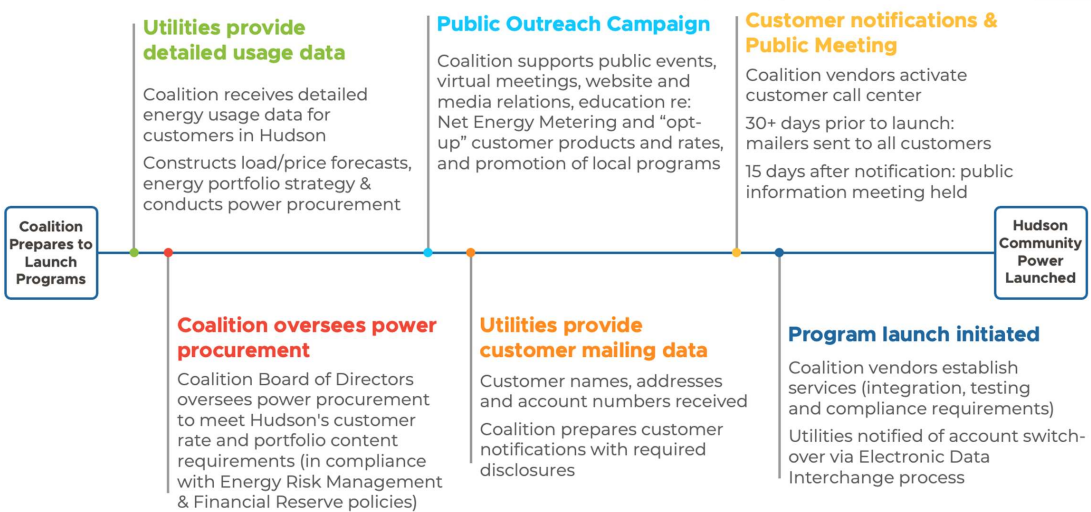 Coalition
Prepares to
Launch
Programs
Utilities provide
detailed usage data
Coalition receives detailed
energy usage data for
customers in Hudson
Constructs load/price forecasts,
energy portfolio strategy &
conducts power procurement
Coalition oversees power
procurement
Coalition Board of Directors
oversees power procurement
to meet Hudson's customer
rate and portfolio content
requirements (in compliance
with Energy Risk Management
& Financial Reserve policies)
Public Outreach Campaign
Coalition supports public events,
virtual meetings, website and
media relations, education re:
Net Energy Metering and “opt-
up” customer products and rates,
and promotion of local programs
Utilities provide
customer mailing data
Customer names, addresses
and account numbers received
Coalition prepares customer
notifications with required
disclosures
Customer notifications &
Public Meeting
Coalition vendors activate
customer call center
30+ days prior to launch:
mailers sent to all customers
15 days after notification: public
information meeting held
Program launch initiated
Coalition vendors establish
services (integration, testing
and compliance requirements)
Utilities notified of account switch-
over via Electronic Data
Interchange process
Hudson
Community
Power
Launched